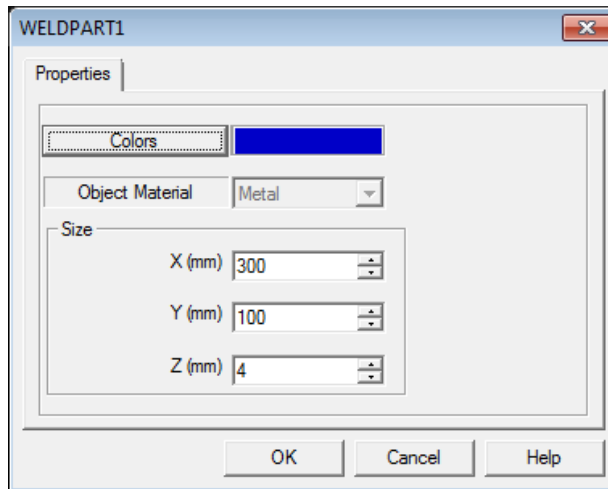 WELDPART1
Properties
Colors
Object Material Metal
Size
X (mm) 300
Y (mm) 100
Z (mm) 4
OK Cancel Help